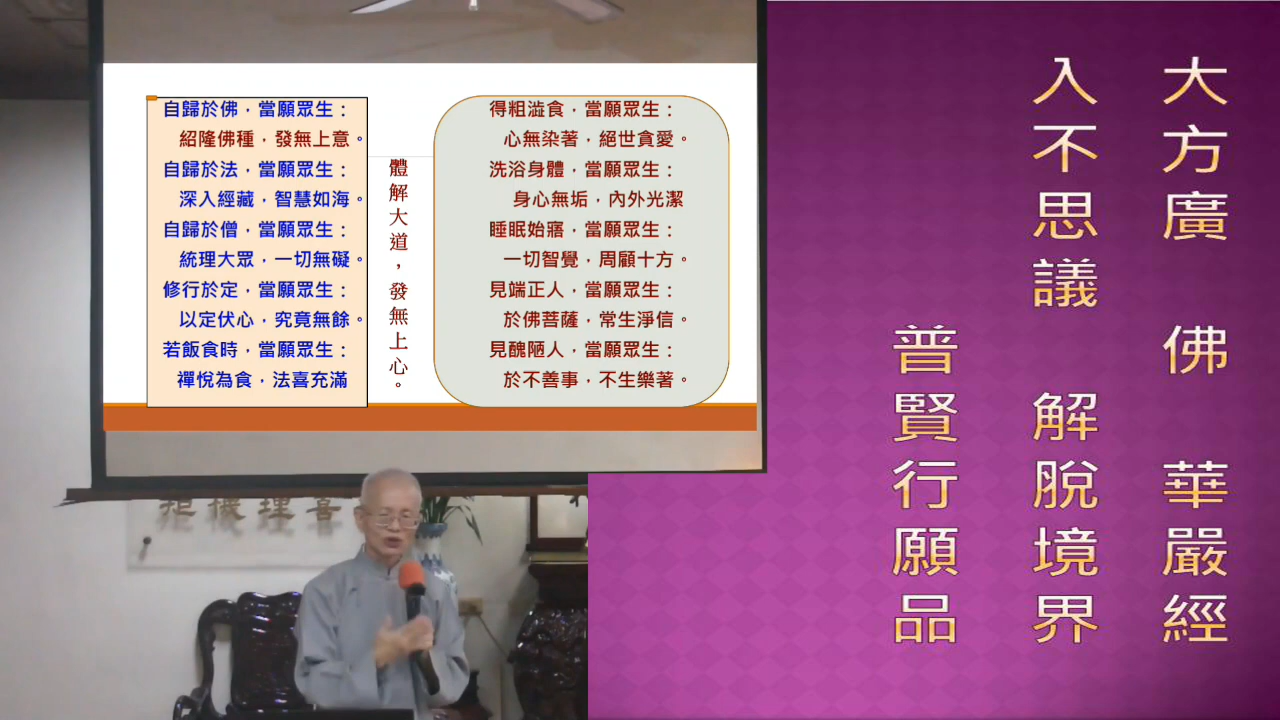 自歸於佛，當願眾生：
紹隆佛種，發無上意。
自歸於法，當願眾生：
深入經藏，智慧如海。
自歸於僧，當願眾生：
統理大眾，一切無礙。
修行於定，當願眾生：
以定伏心，究竟無餘。
若飯食時，當願眾生：
禪悅為食，法喜充滿
體解大道，發無上心。
得粗澁食，當願眾生：
心無染著，絕世貪愛。
洗浴身體，當願眾生：
身心無垢，內外光潔
睡眠始寤，當願眾生：
一切智覺，周顧十方。
見端正人，當願眾生：
於佛菩薩，常生淨信。
見醜陋人，當願眾生：
於不善事，不生樂著。
大方廣 佛 華嚴經
入不思議 解脫境界
普賢行願品
拒機理喜